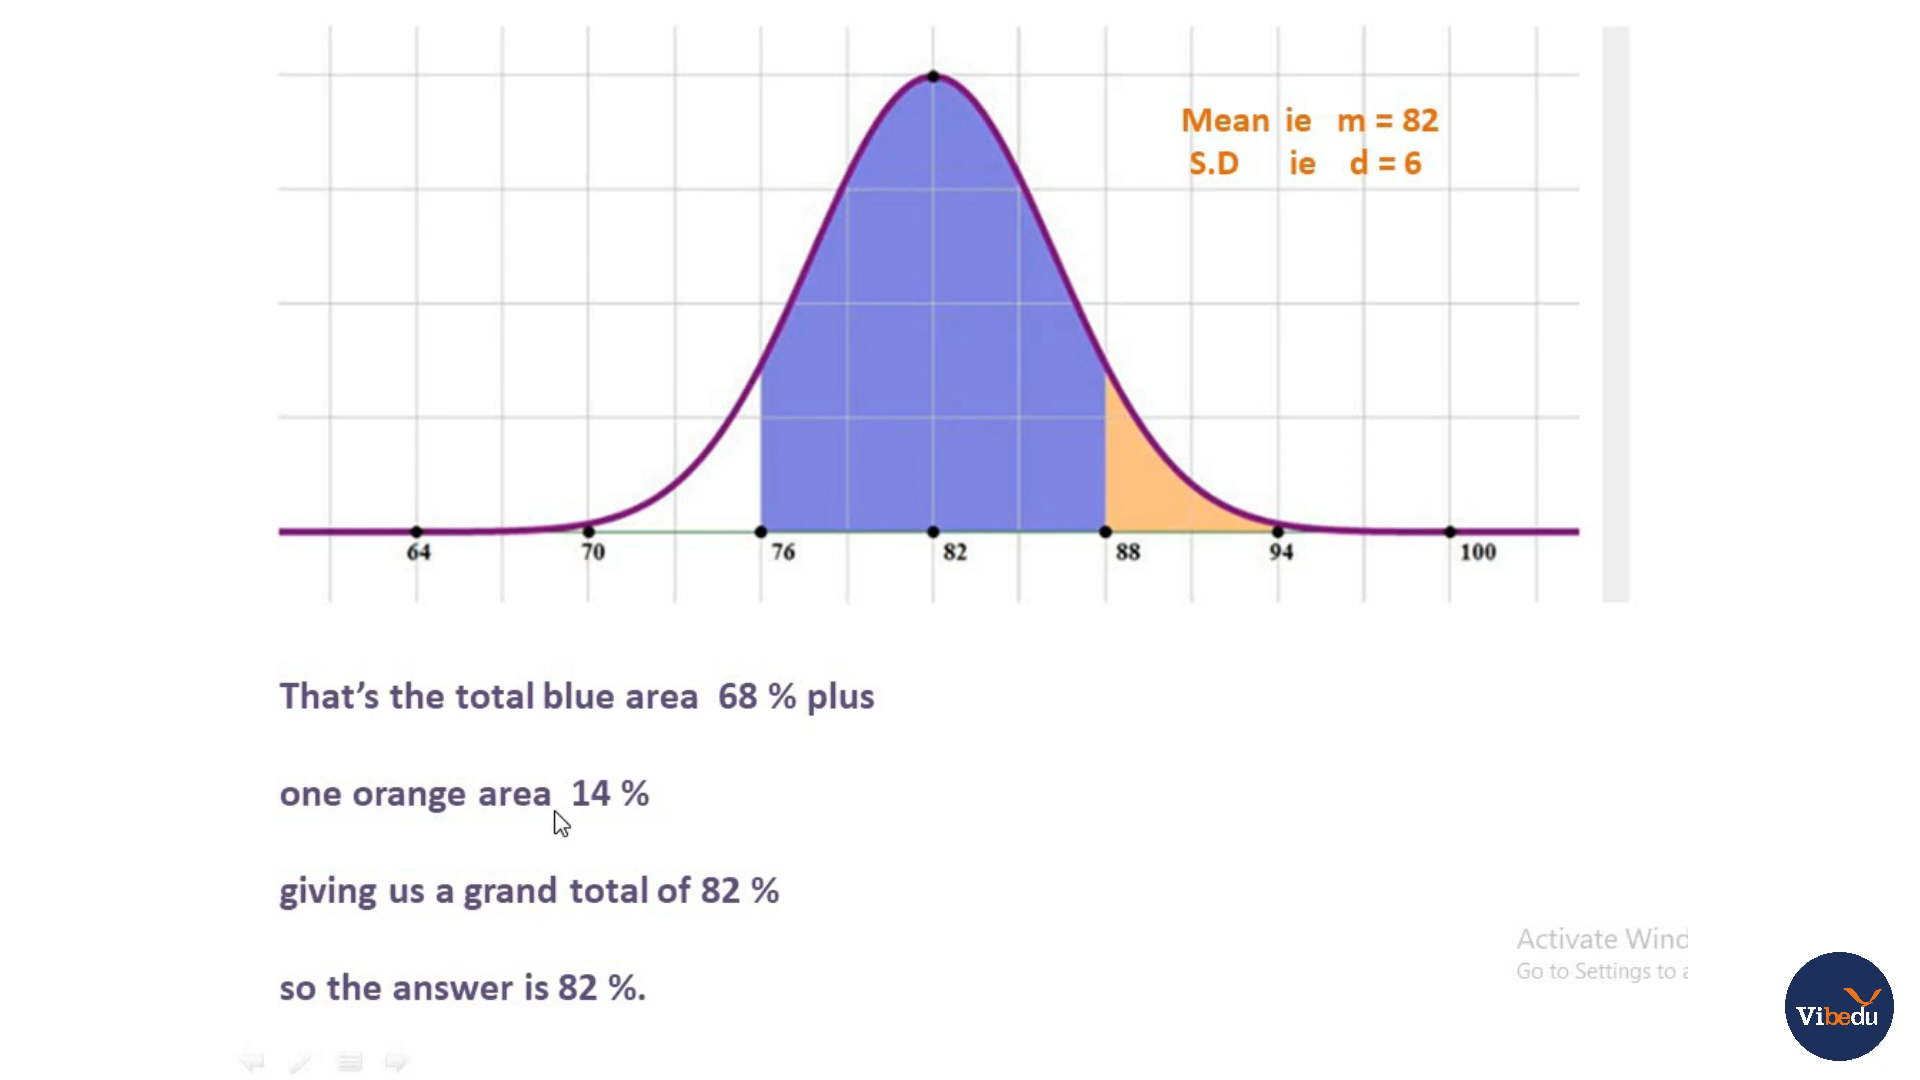 Mean ie m = 82
S.D ie d = 6
64 70 76 82 88 94 100
That’s the total blue area 68 % plus
one orange area 14 %
giving us a grand total of 82 %
so the answer is 82 %.
Activate Wind
Go to Settings to a
Vibedu